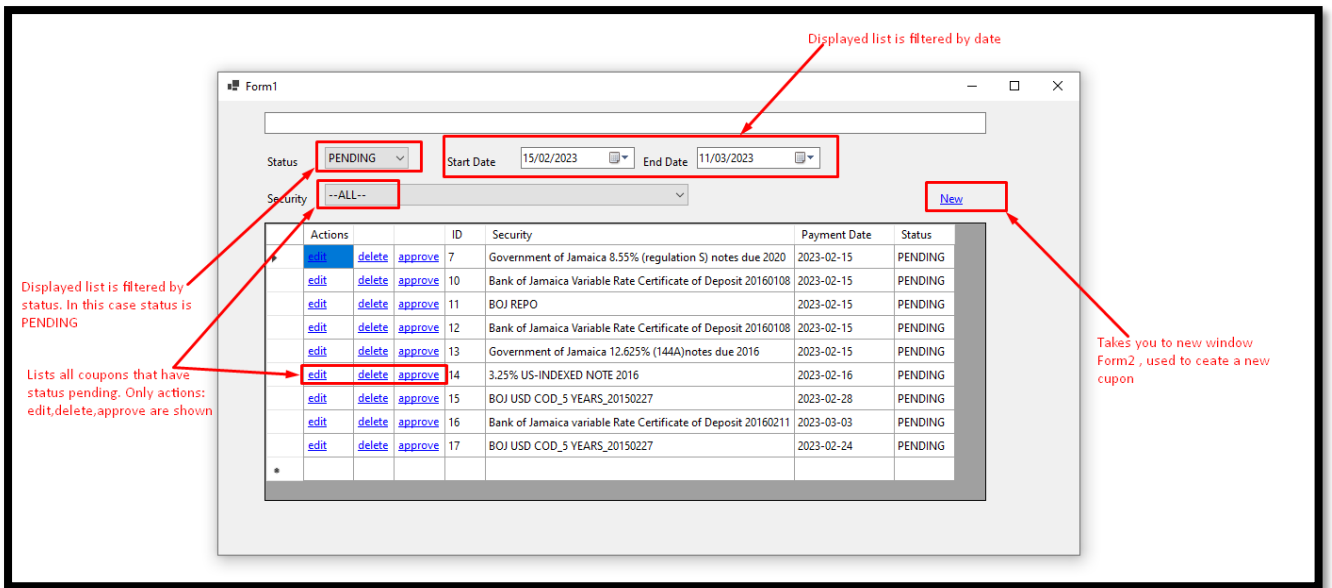 Displayed list is filtered by date
Form1
Status PENDING Start Date 15/02/2023 End Date 11/03/2023
Security --ALL-- New
Actions ID Security Payment Date Status
edit delete approve 7 Government of Jamaica 8.55% (regulation S) notes due 2020 2023-02-15 PENDING
edit delete approve 10 Bank of Jamaica Variable Rate Certificate of Deposit 20160108 2023-02-15 PENDING
edit delete approve 11 BOJ REPO 2023-02-15 PENDING
edit delete approve 12 Bank of Jamaica Variable Rate Certificate of Deposit 20160108 2023-02-15 PENDING
edit delete approve 13 Government of Jamaica 12.625% (144A)notes due 2016 2023-02-15 PENDING
edit delete approve 14 3.25% US-INDEXED NOTE 2016 2023-02-16 PENDING
edit delete approve 15 BOJ USD COD_5 YEARS_20150227 2023-02-28 PENDING
edit delete approve 16 Bank of Jamaica variable Rate Certificate of Deposit 20160211 2023-03-03 PENDING
edit delete approve 17 BOJ USD COD_5 YEARS_20150227 2023-02-24 PENDING
Displayed list is filtered by
status. In this case status is
PENDING
Lists all coupons that have
status pending. Only actions:
edit,delete,approve are shown
Takes you to new window
Form2 , used to ceate a new
cupon